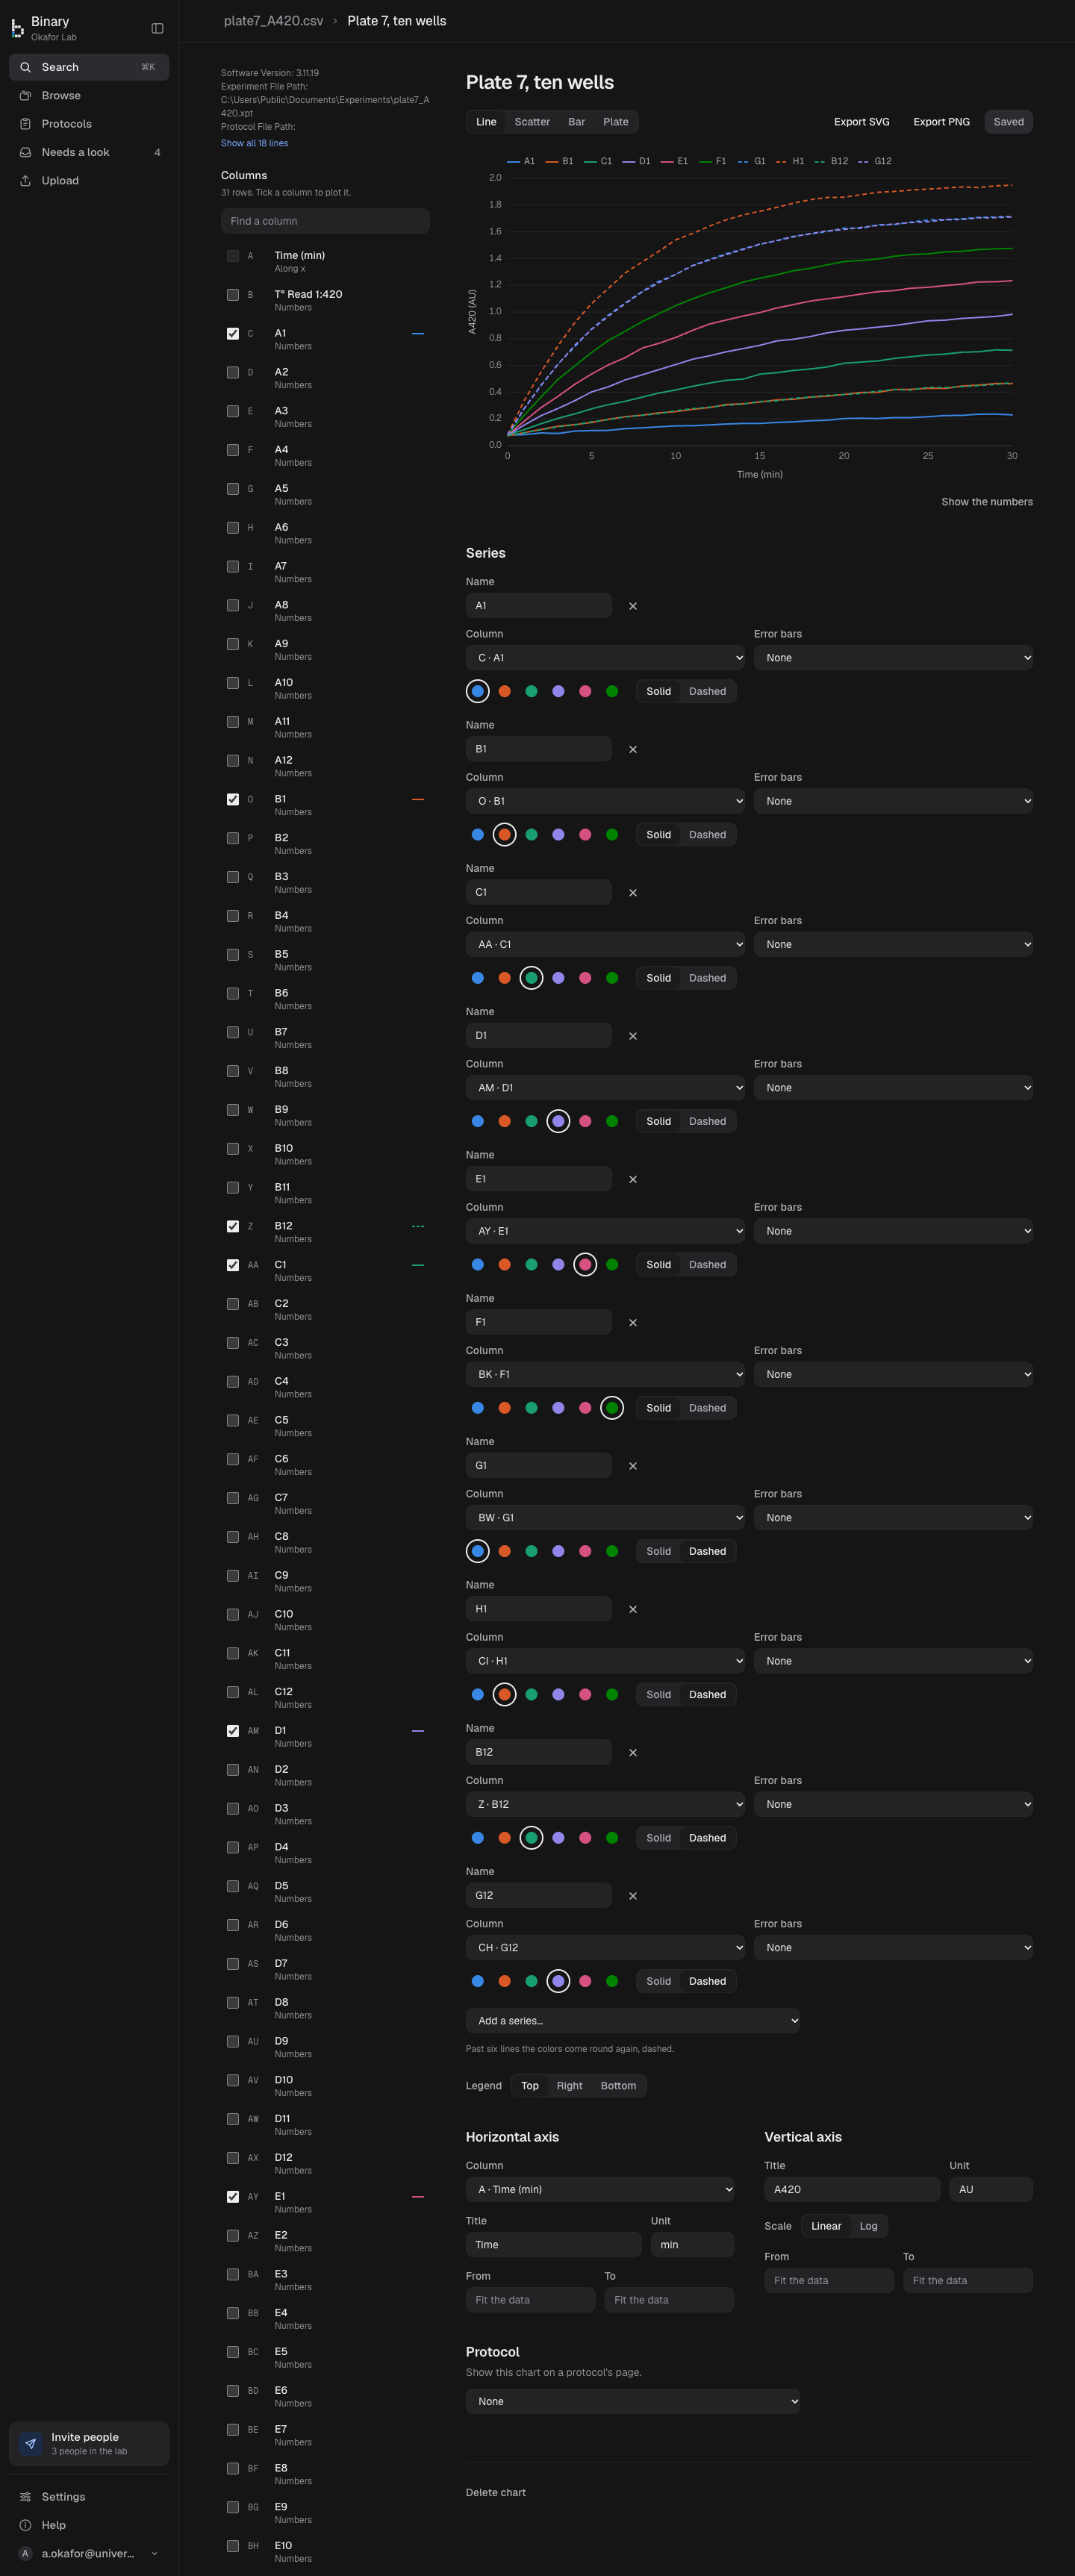 Binary
Okafor Lab
Search ⌘K
Browse
Protocols
Needs a look 4
Upload
Invite people
3 people in the lab
Settings
Help
A a.okafor@univer...
plate7_A420.csv › Plate 7, ten wells
Software Version: 3.11.19
Experiment File Path:
C:\Users\Public\Documents\Experiments\plate7_A
420.xpt
Protocol File Path:
Show all 18 lines
Columns
31 rows. Tick a column to plot it.
Find a column
A Time (min)
Along x
B T° Read 1:420
Numbers
C A1
Numbers
D A2
Numbers
E A3
Numbers
F A4
Numbers
G A5
Numbers
H A6
Numbers
I A7
Numbers
J A8
Numbers
K A9
Numbers
L A10
Numbers
M A11
Numbers
N A12
Numbers
O B1
Numbers
P B2
Numbers
Q B3
Numbers
R B4
Numbers
S B5
Numbers
T B6
Numbers
U B7
Numbers
V B8
Numbers
W B9
Numbers
X B10
Numbers
Y B11
Numbers
Z B12
Numbers
AA C1
Numbers
AB C2
Numbers
AC C3
Numbers
AD C4
Numbers
AE C5
Numbers
AF C6
Numbers
AG C7
Numbers
AH C8
Numbers
AI C9
Numbers
AJ C10
Numbers
AK C11
Numbers
AL C12
Numbers
AM D1
Numbers
AN D2
Numbers
AO D3
Numbers
AP D4
Numbers
AQ D5
Numbers
AR D6
Numbers
AS D7
Numbers
AT D8
Numbers
AU D9
Numbers
AV D10
Numbers
AW D11
Numbers
AX D12
Numbers
AY E1
Numbers
AZ E2
Numbers
BA E3
Numbers
BB E4
Numbers
BC E5
Numbers
BD E6
Numbers
BE E7
Numbers
BF E8
Numbers
BG E9
Numbers
BH E10
Numbers
Plate 7, ten wells
Line Scatter Bar Plate
Export SVG Export PNG Saved
A1 B1 C1 D1 E1 F1 G1 H1 B12 G12
2.0
1.8
1.6
1.4
1.2
1.0
0.8
0.6
0.4
0.2
0.0
A420 (AU)
0 5 10 15 20 25 30
Time (min)
Show the numbers
Series
Name
A1
Column Error bars
C · A1 None
Solid Dashed
Name
B1
Column Error bars
O · B1 None
Solid Dashed
Name
C1
Column Error bars
AA · C1 None
Solid Dashed
Name
D1
Column Error bars
AM · D1 None
Solid Dashed
Name
E1
Column Error bars
AY · E1 None
Solid Dashed
Name
F1
Column Error bars
BK · F1 None
Solid Dashed
Name
G1
Column Error bars
BW · G1 None
Solid Dashed
Name
H1
Column Error bars
CI · H1 None
Solid Dashed
Name
B12
Column Error bars
Z · B12 None
Solid Dashed
Name
G12
Column Error bars
CH · G12 None
Solid Dashed
Add a series...
Past six lines the colors come round again, dashed.
Legend Top Right Bottom
Horizontal axis
Column
A · Time (min)
Title Unit
Time min
From To
Fit the data Fit the data
Vertical axis
Title Unit
A420 AU
Scale Linear Log
From To
Fit the data Fit the data
Protocol
Show this chart on a protocol's page.
None
Delete chart